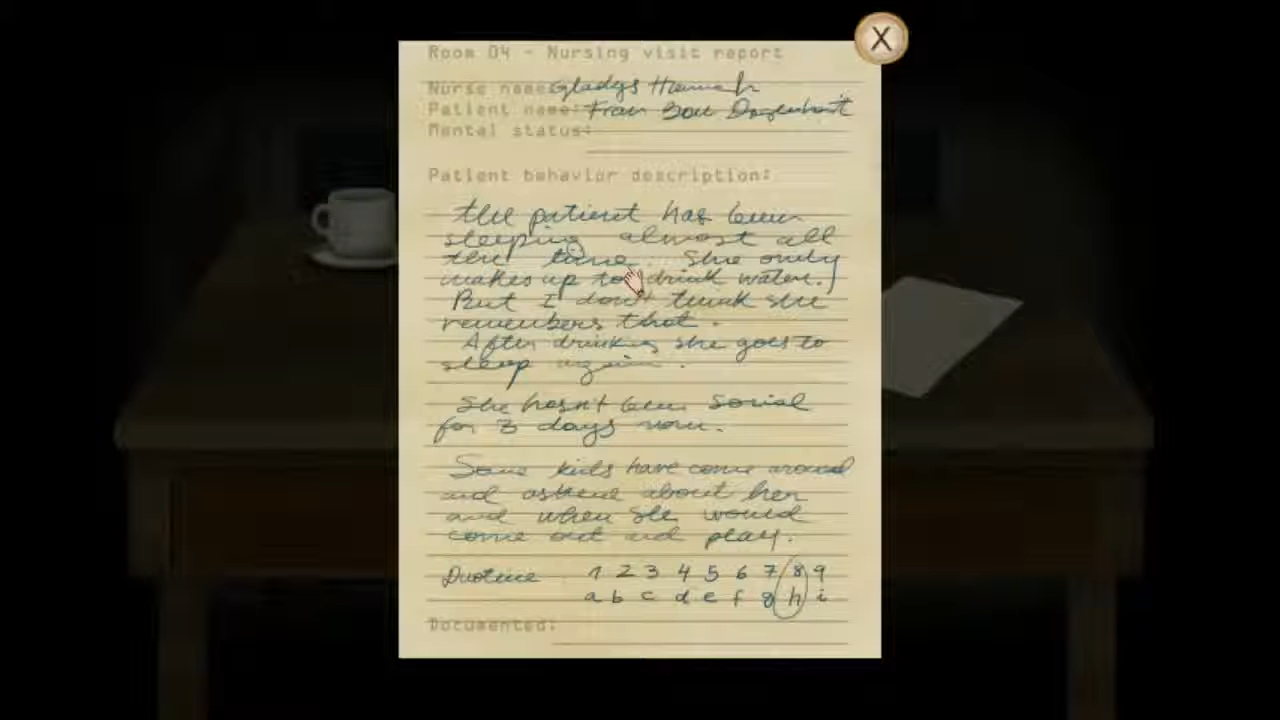 X
Room 04 - Nursing visit report
Nurse name: Gladys
Patient name: Fran
Mental status:
Patient behavior description:
the patient has been
sleeping almost all
the time. She only
wakes up to drink water.
But I don't think she
remembers that.
After drinking she goes to
sleep again.
She hasn't been social
for 3 days now.
Some kids have come around
and asked about her
and when she would
come out and play.
1 2 3 4 5 6 7 8 9
a b c d e f g h i
Documented: